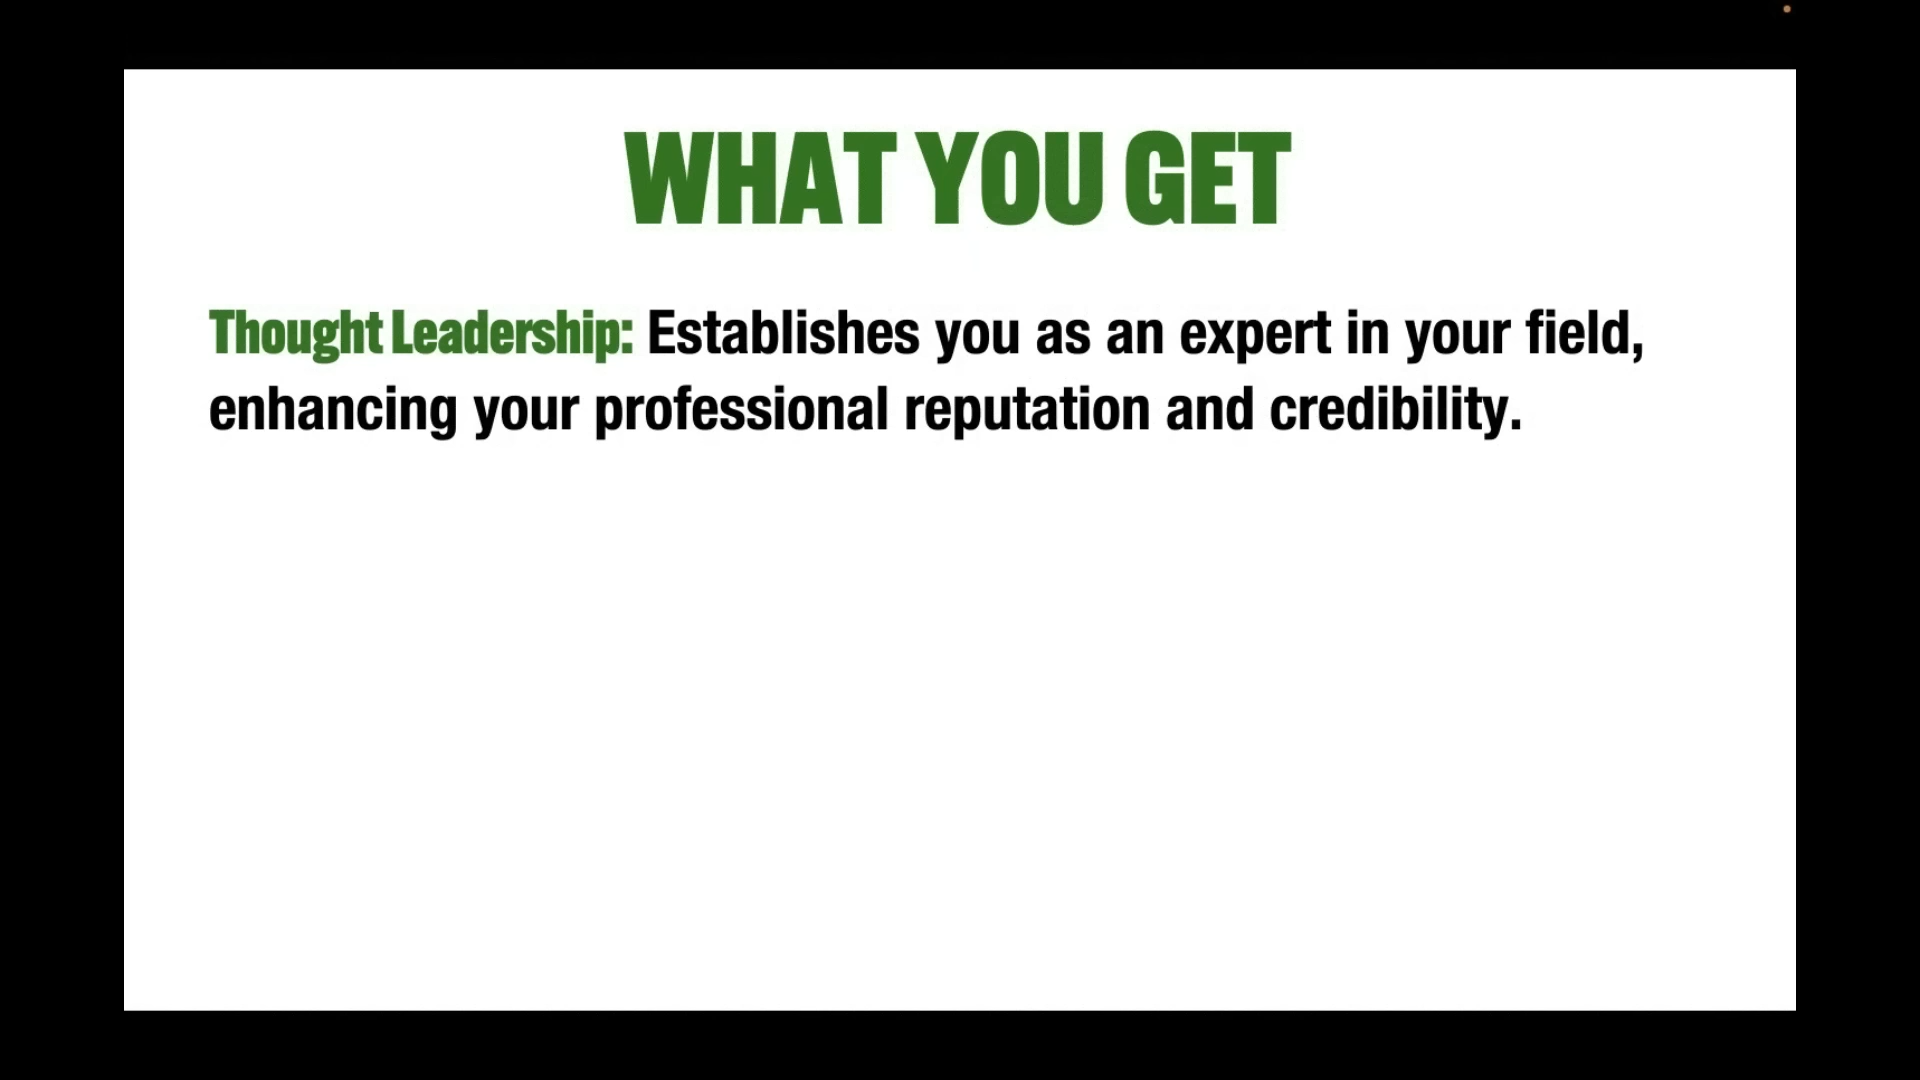 WHAT YOU GET
Thought Leadership: Establishes you as an expert in your field,
enhancing your professional reputation and credibility.